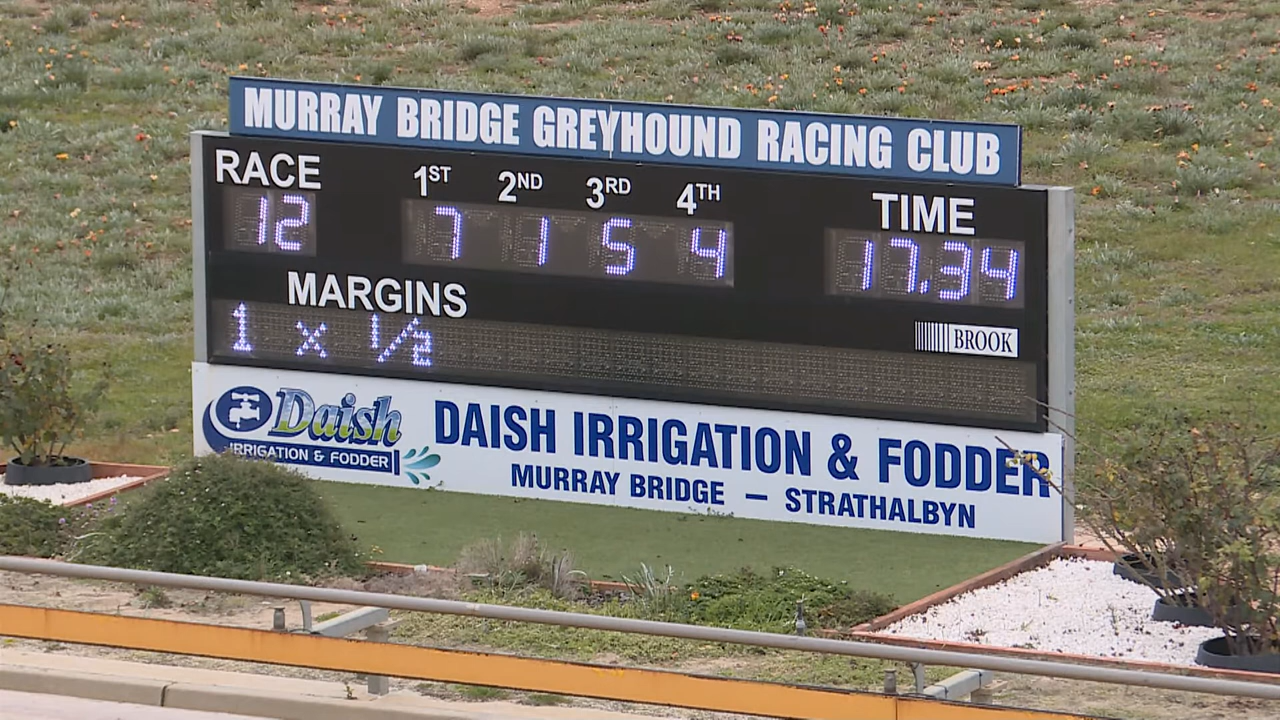 MURRAY BRIDGE GREYHOUND RACING CLUB
RACE 1ST 2ND 3RD 4TH TIME
12 7 1 5 4 17.34
MARGINS
1 x 1/2
BROOK
Daish
IRRIGATION & FODDER
DAISH IRRIGATION & FODDER
MURRAY BRIDGE — STRATHALBYN